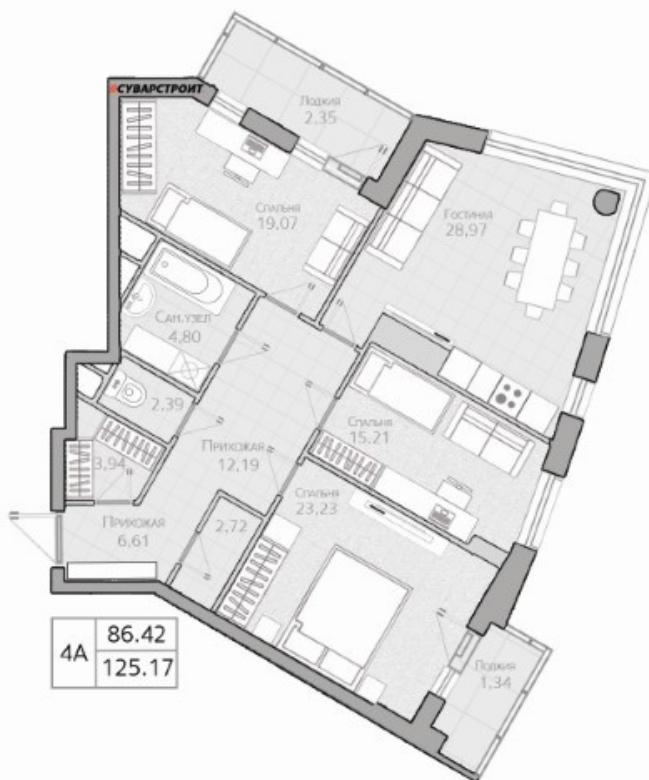 СУВАРСТРОИТ
Лоджия
2.35
Спальня
19.07
Гостиная
28,97
Сан.узел
4.80
2.39
Спальня
15.21
Прихожая
12,19
3.94
Спальня
23,23
Прихожая
6.61
2.72
4А
86.42
125.17
Лоджия
1,34